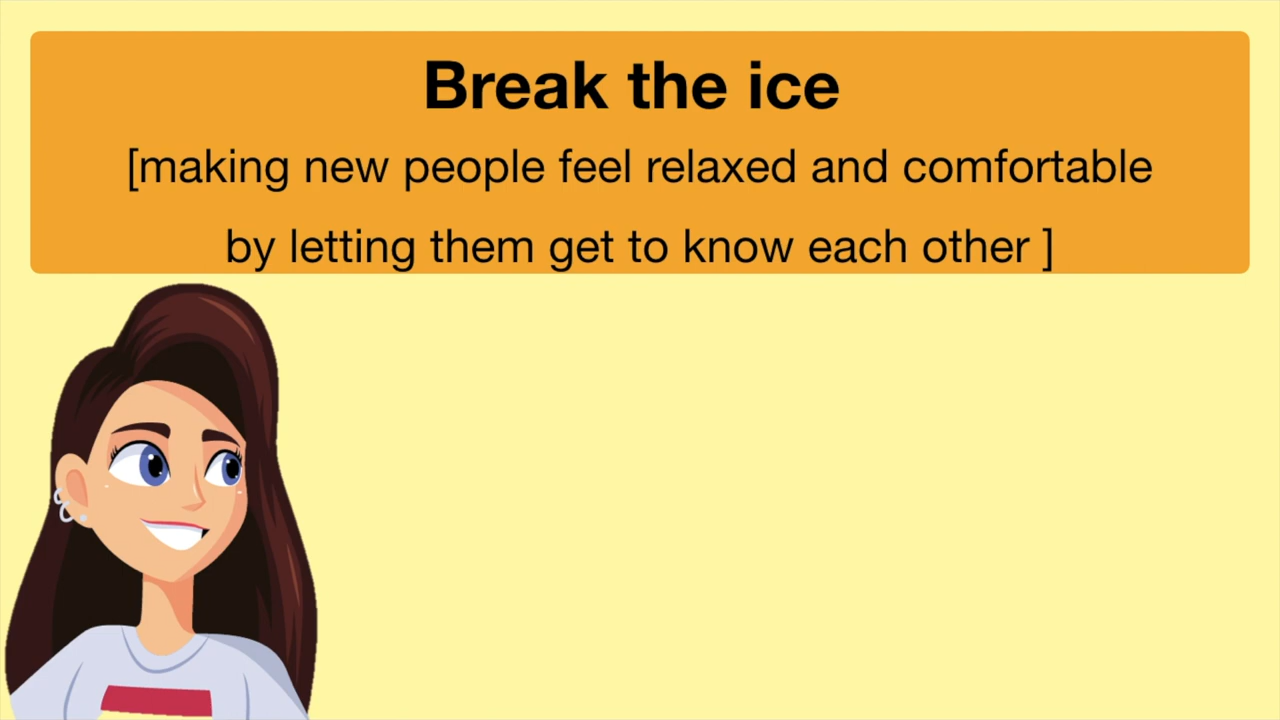 Break the ice
[making new people feel relaxed and comfortable
by letting them get to know each other ]